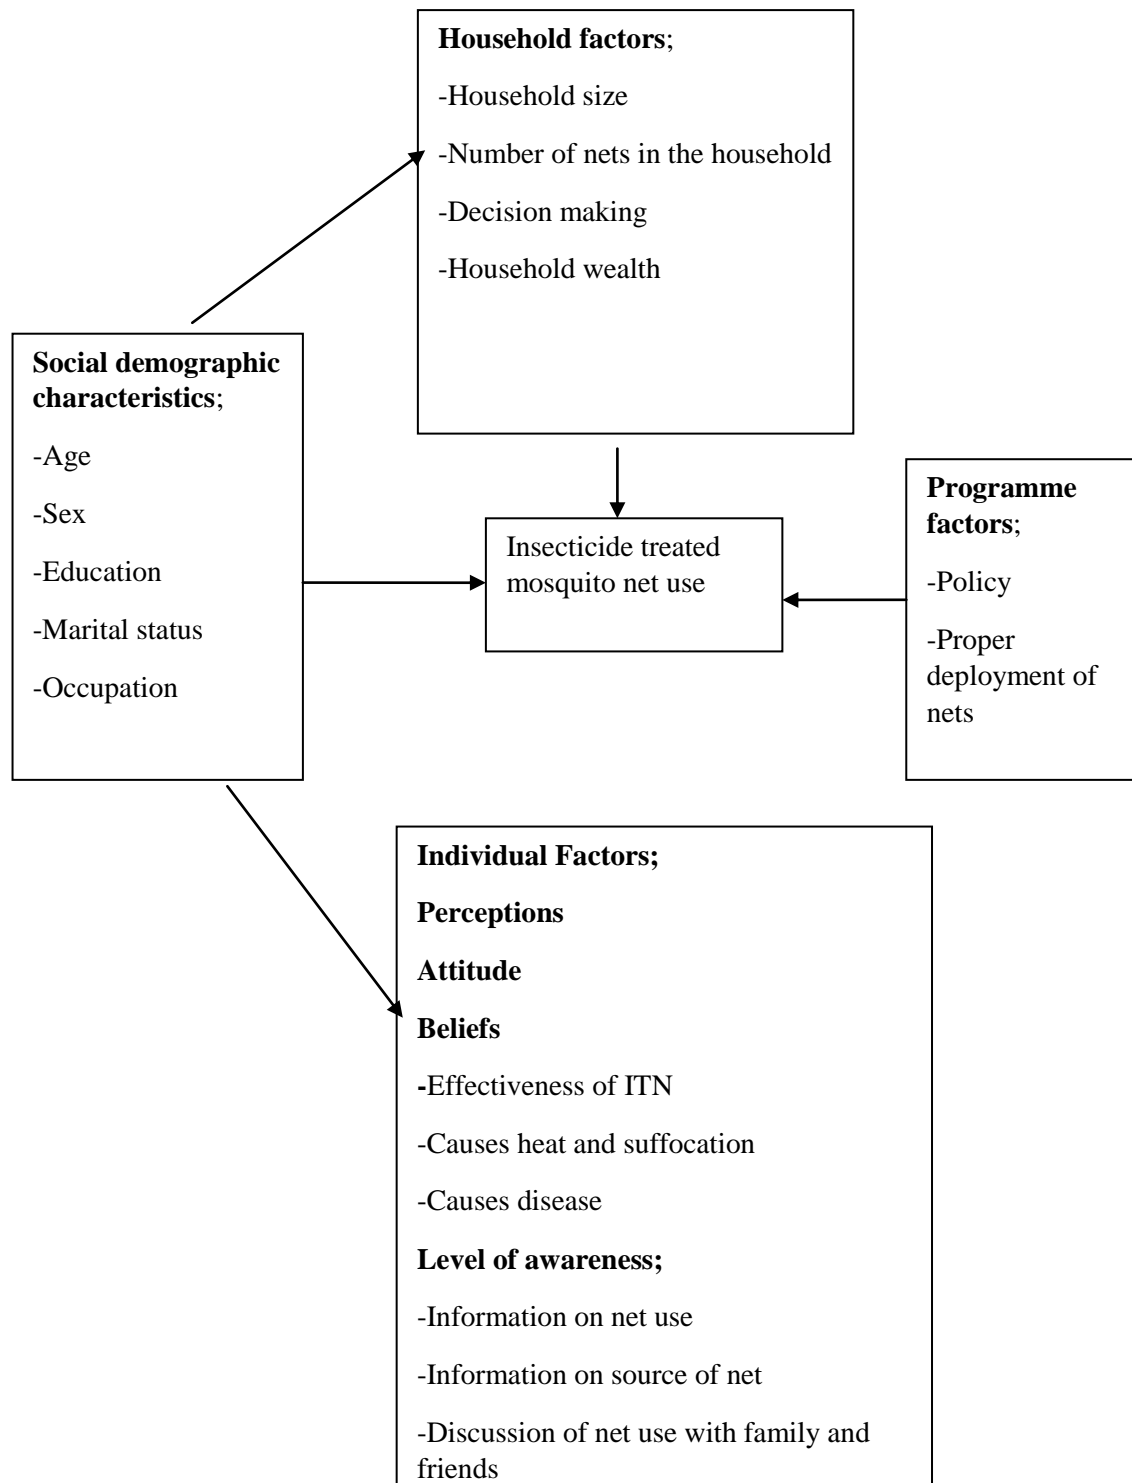 Household factors;
-Household size
-Number of nets in the household
-Decision making
-Household wealth
Social demographic
characteristics;
-Age
-Sex
-Education
-Marital status
-Occupation
Insecticide treated
mosquito net use
Programme
factors;
-Policy
-Proper
deployment of
nets
Individual Factors;
Perceptions
Attitude
Beliefs
-Effectiveness of ITN
-Causes heat and suffocation
-Causes disease
Level of awareness;
-Information on net use
-Information on source of net
-Discussion of net use with family and
friends